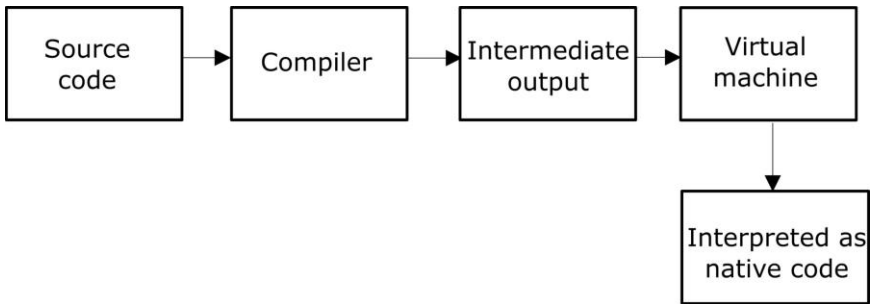 Source
code
Compiler
Intermediate
output
Virtual
machine
Interpreted as
native code